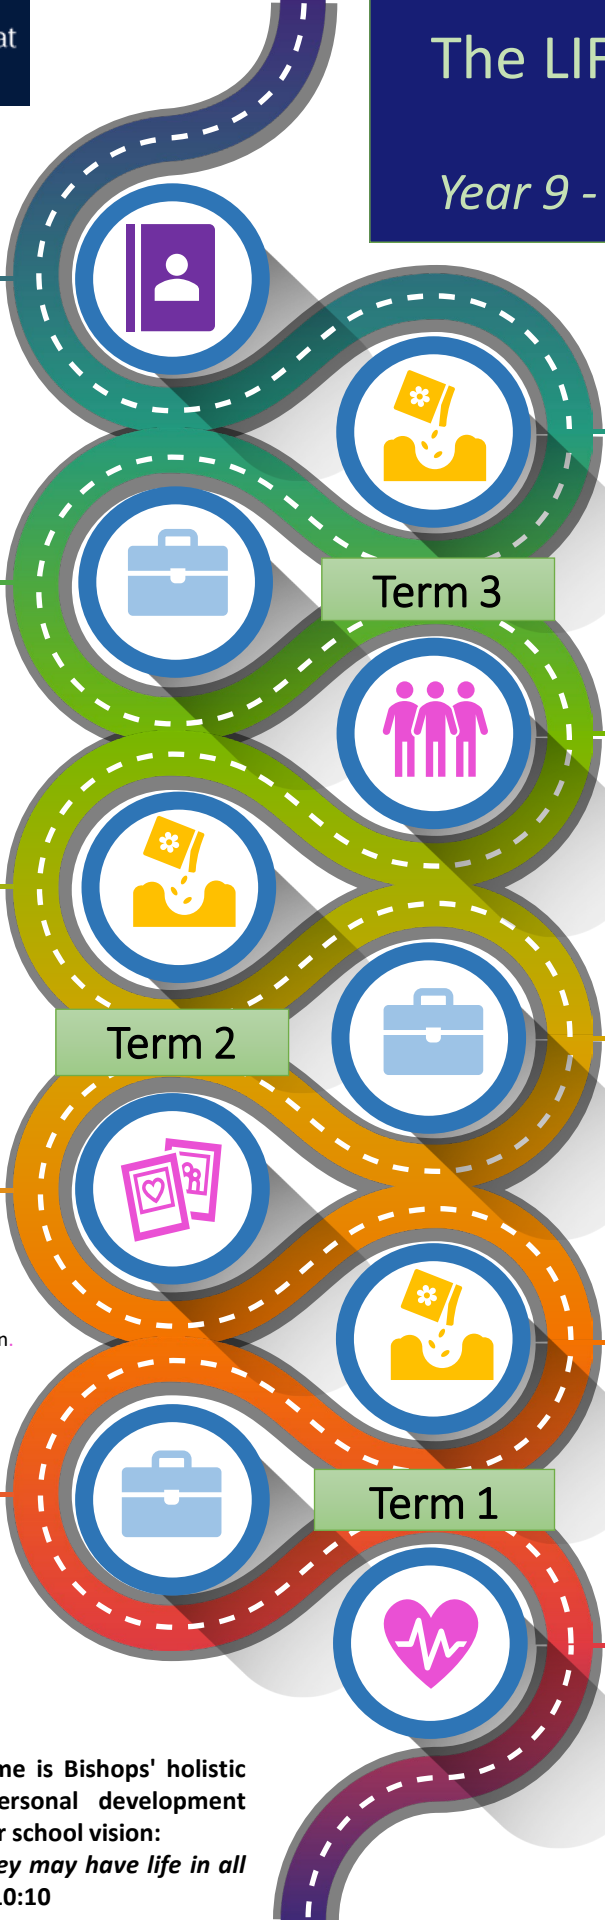 at
The LIF
Year 9 -
Term 3
Term 2
n.
Term 1
me is Bishops' holistic
ersonal development
r school vision:
ey may have life in all
10:10